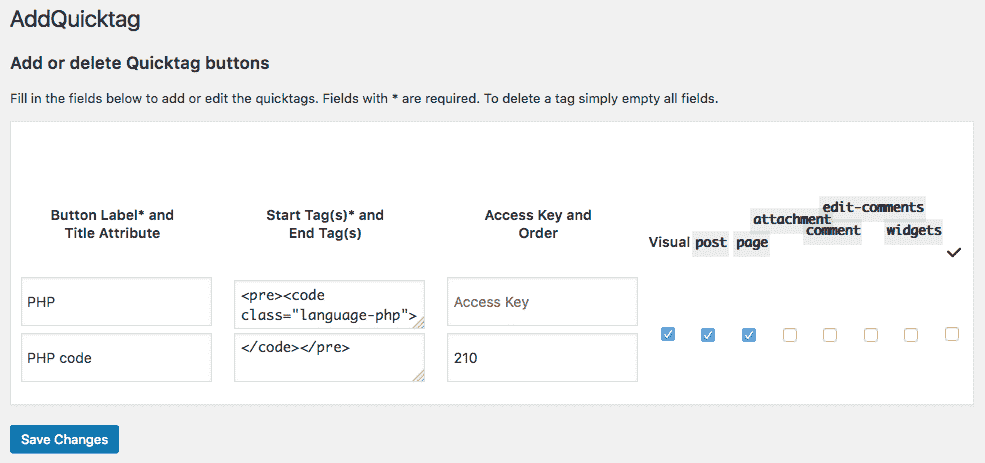 AddQuicktag
Add or delete Quicktag buttons
Fill in the fields below to add or edit the quicktags. Fields with * are required. To delete a tag simply empty all fields.
Button Label* and
Title Attribute
Start Tag(s)* and
End Tag(s)
Access Key and
Order
Visual
post
page
attachment
comment
edit-comments
widgets
PHP
<pre><code
class="language-php">
Access Key
PHP code
</code></pre>
210
Save Changes